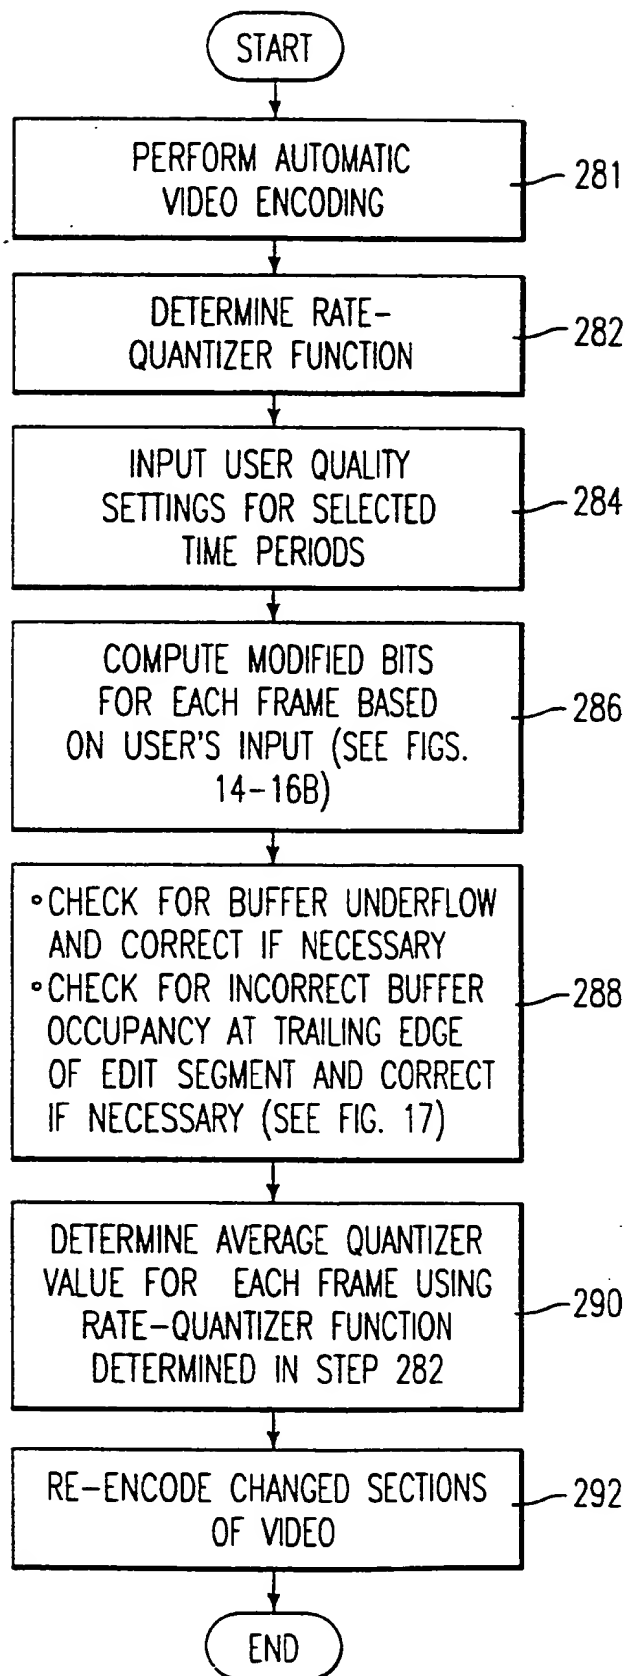 START
PERFORM AUTOMATIC
VIDEO ENCODING
281
DETERMINE RATE-
QUANTIZER FUNCTION
282
INPUT USER QUALITY
SETTINGS FOR SELECTED
TIME PERIODS
284
COMPUTE MODIFIED BITS
FOR EACH FRAME BASED
ON USER'S INPUT (SEE FIGS.
14-16B)
286
∘CHECK FOR BUFFER UNDERFLOW
AND CORRECT IF NECESSARY
∘CHECK FOR INCORRECT BUFFER
OCCUPANCY AT TRAILING EDGE
OF EDIT SEGMENT AND CORRECT
IF NECESSARY (SEE FIG. 17)
288
DETERMINE AVERAGE QUANTIZER
VALUE FOR EACH FRAME USING
RATE-QUANTIZER FUNCTION
DETERMINED IN STEP 282
290
RE-ENCODE CHANGED SECTIONS
OF VIDEO
292
END